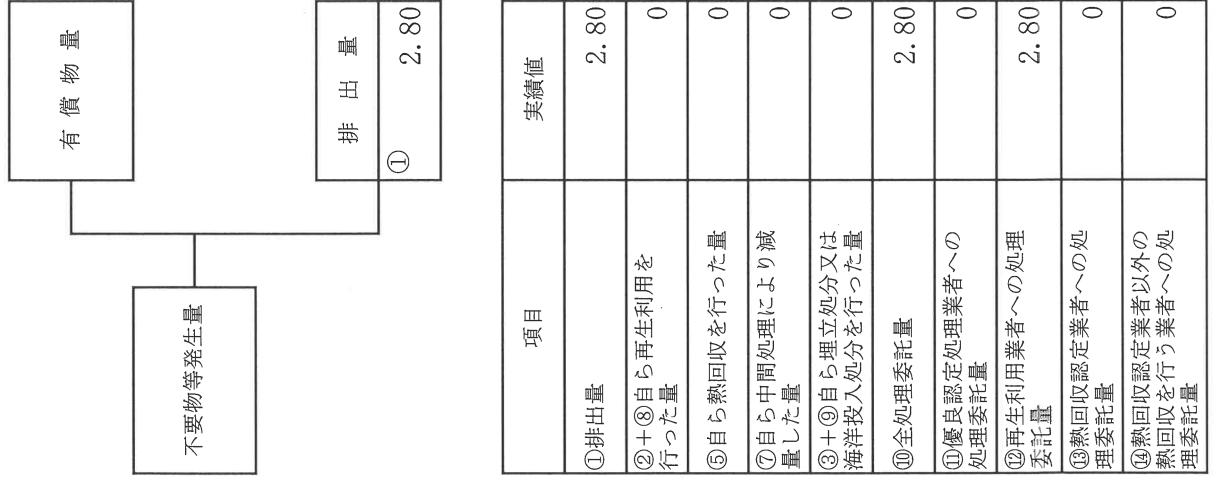 不要物等発生量
有償物量
排出量
① 2.80
項目 実績値
①排出量 2.80
②+⑧自ら再生利用を
行った量 0
⑤自ら熱回収を行った量 0
⑦自ら中間処理により減
量した量 0
③+⑨自ら埋立処分又は
海洋投入処分を行った量 0
⑩全処理委託量 2.80
⑪優良認定処理業者への
処理委託量 0
⑫再生利用業者への処理
委託量 2.80
⑬熱回収認定業者への処
理委託量 0
⑭熱回収認定業者以外の
熱回収を行う業者への処
理委託量 0